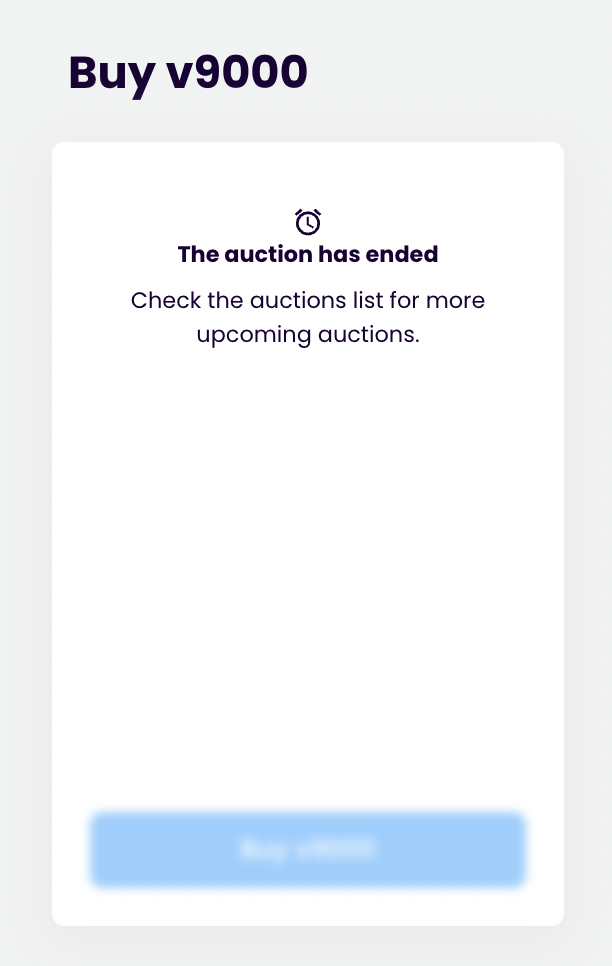 Buy v9000
The auction has ended
Check the auctions list for more
upcoming auctions.
Buy v9000